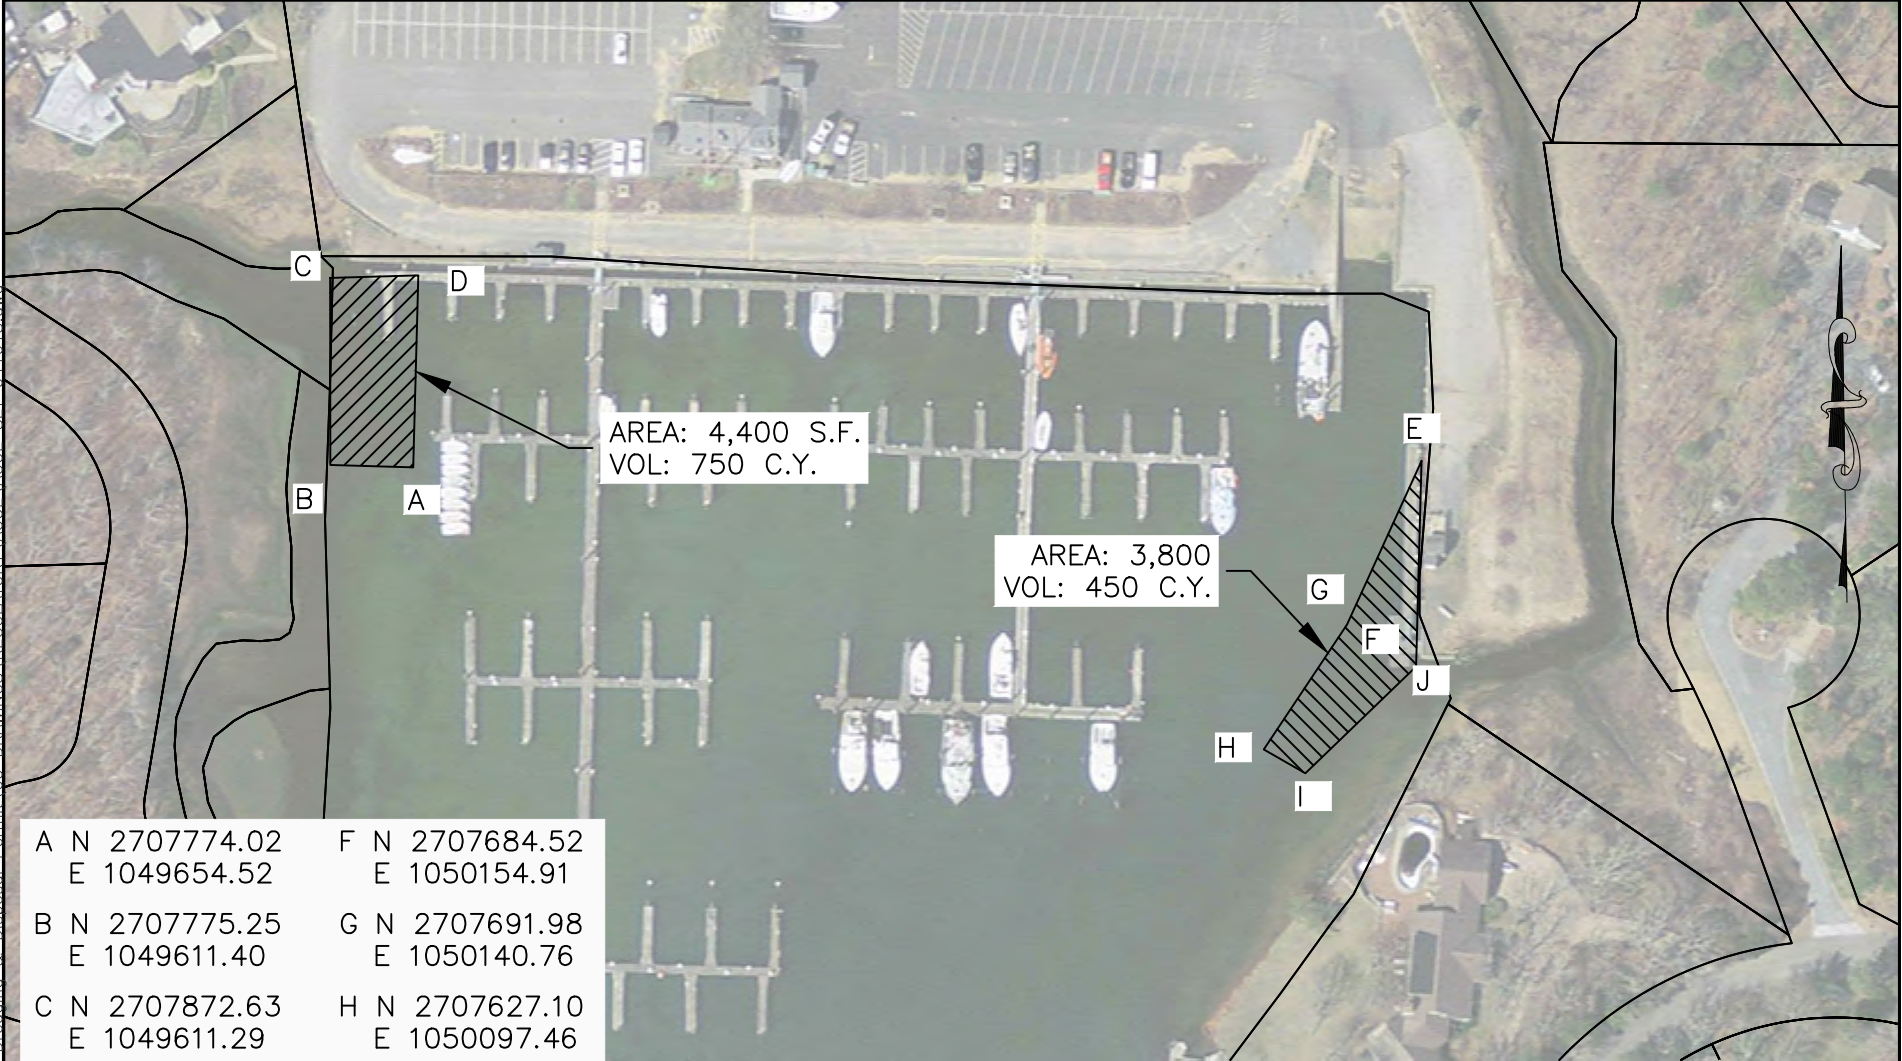 C
D
AREA: 4,400 S.F.
VOL: 750 C.Y.
E
B
A
AREA: 3,800
VOL: 450 C.Y.
G
F
J
H
I
A N 2707774.02
E 1049654.52
B N 2707775.25
E 1049611.40
C N 2707872.63
E 1049611.29
F N 2707684.52
E 1050154.91
G N 2707691.98
E 1050140.76
H N 2707627.10
E 1050097.46